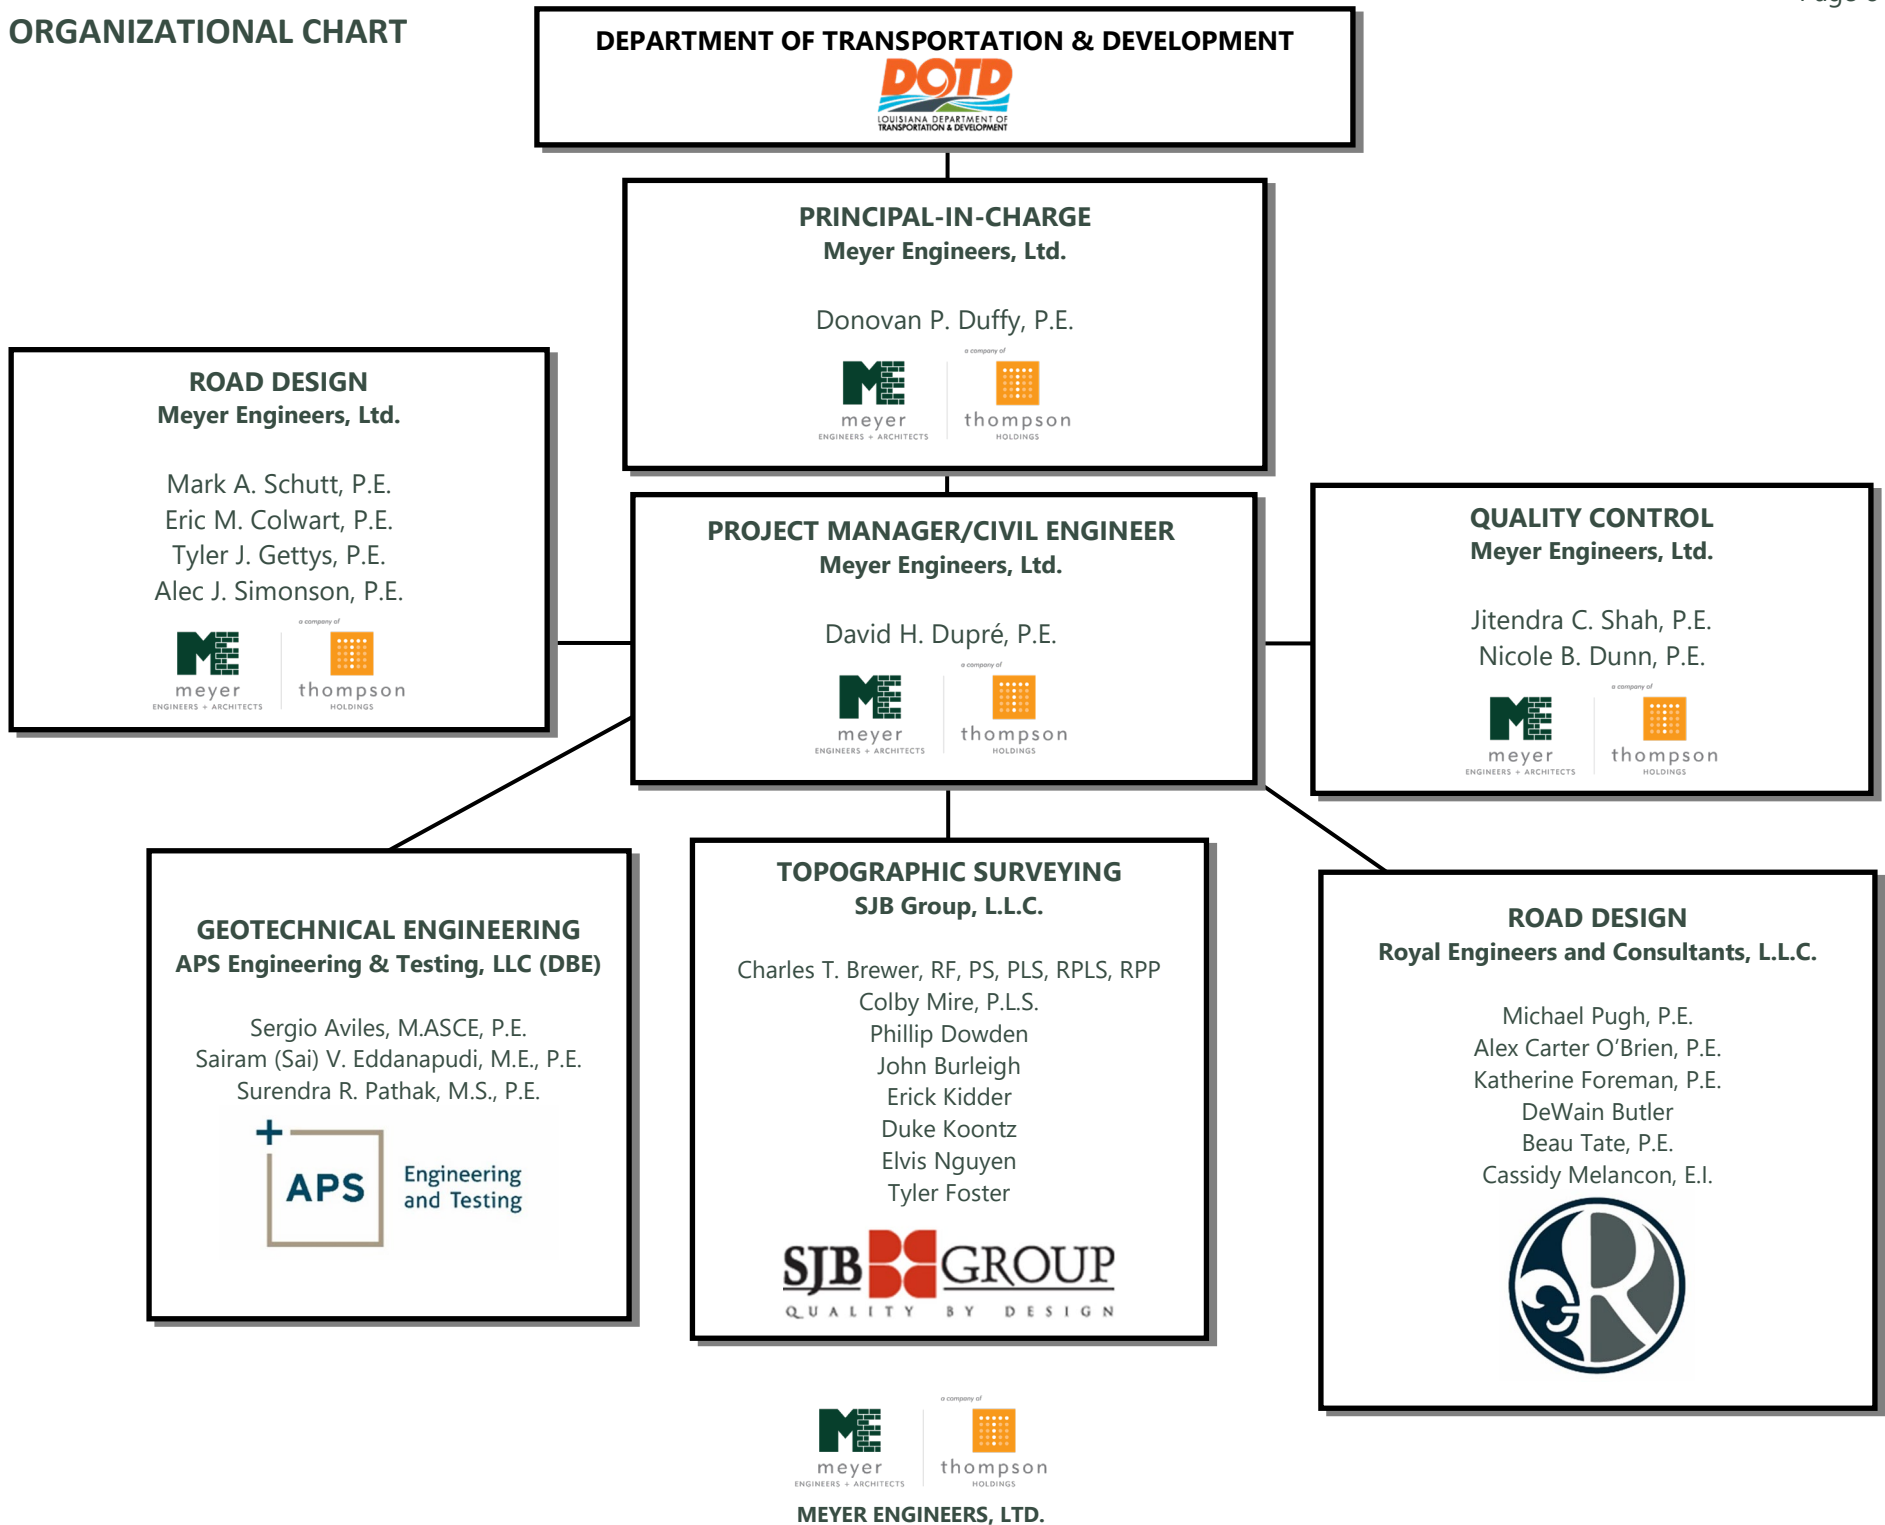 ORGANIZATIONAL CHART
DEPARTMENT OF TRANSPORTATION & DEVELOPMENT
DOTD
LOUISIANA DEPARTMENT OF
TRANSPORTATION & DEVELOPMENT
PRINCIPAL-IN-CHARGE
Meyer Engineers, Ltd.
Donovan P. Duffy, P.E.
a company of
ME
meyer
ENGINEERS + ARCHITECTS
thompson
HOLDINGS
ROAD DESIGN
Meyer Engineers, Ltd.
Mark A. Schutt, P.E.
Eric M. Colwart, P.E.
Tyler J. Gettys, P.E.
Alec J. Simonson, P.E.
a company of
ME
meyer
ENGINEERS + ARCHITECTS
thompson
HOLDINGS
PROJECT MANAGER/CIVIL ENGINEER
Meyer Engineers, Ltd.
David H. Dupré, P.E.
a company of
ME
meyer
ENGINEERS + ARCHITECTS
thompson
HOLDINGS
QUALITY CONTROL
Meyer Engineers, Ltd.
Jitendra C. Shah, P.E.
Nicole B. Dunn, P.E.
a company of
ME
meyer
ENGINEERS + ARCHITECTS
thompson
HOLDINGS
GEOTECHNICAL ENGINEERING
APS Engineering & Testing, LLC (DBE)
Sergio Aviles, M.ASCE, P.E.
Sairam (Sai) V. Eddanapudi, M.E., P.E.
Surendra R. Pathak, M.S., P.E.
APS
Engineering
and Testing
TOPOGRAPHIC SURVEYING
SJB Group, L.L.C.
Charles T. Brewer, RF, PS, PLS, RPLS, RPP
Colby Mire, P.L.S.
Phillip Dowden
John Burleigh
Erick Kidder
Duke Koontz
Elvis Nguyen
Tyler Foster
SJB GROUP
QUALITY BY DESIGN
ROAD DESIGN
Royal Engineers and Consultants, L.L.C.
Michael Pugh, P.E.
Alex Carter O'Brien, P.E.
Katherine Foreman, P.E.
DeWain Butler
Beau Tate, P.E.
Cassidy Melancon, E.I.
R
a company of
ME
meyer
ENGINEERS + ARCHITECTS
thompson
HOLDINGS
MEYER ENGINEERS, LTD.